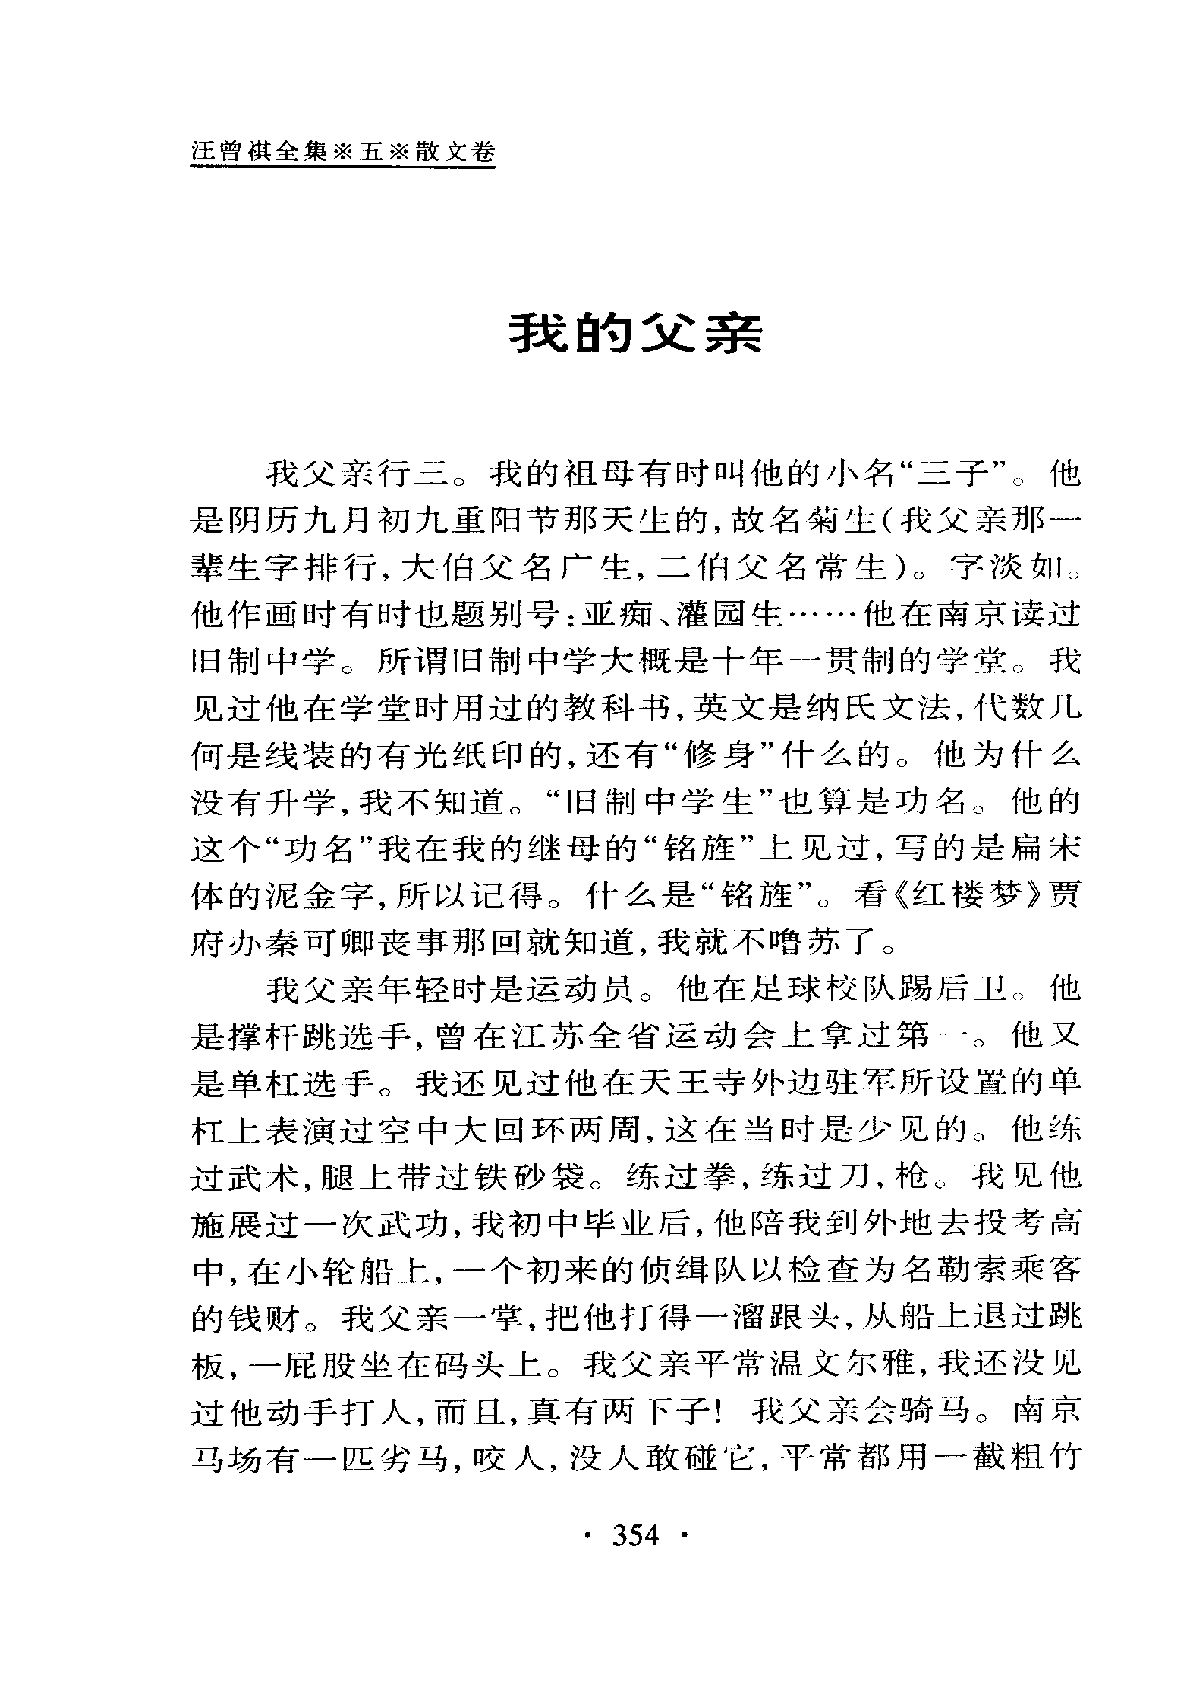 汪曾祺全集※五※散文卷
我的父亲
我父亲行三。我的祖母有时叫他的小名“三子”。他
是阴历九月初九重阳节那天生的，故名菊生（我父亲那一
辈生字排行，大伯父名广生，二伯父名常生）。字淡如。
他作画时有时也题别号：亚痴、灌园生……他在南京读过
旧制中学。所谓旧制中学大概是十年一贯制的学堂。我
见过他在学堂时用过的教科书，英文是纳氏文法，代数几
何是线装的有光纸印的，还有“修身”什么的。他为什么
没有升学，我不知道。“旧制中学生”也算是功名。他的
这个“功名”我在我的继母的“铭旌”上见过，写的是扁宋
体的泥金字，所以记得。什么是“铭旌”。看《红楼梦》贾
府办秦可卿丧事那回就知道，我就不噜苏了。
我父亲年轻时是运动员。他在足球校队踢后卫。他
是撑杆跳选手，曾在江苏全省运动会上拿过第一。他又
是单杠选手。我还见过他在天王寺外边驻军所设置的单
杠上表演过空中大回环两周，这在当时是少见的。他练
过武术，腿上带过铁砂袋。练过拳，练过刀，枪。我见他
施展过一次武功，我初中毕业后，他陪我到外地去投考高
中，在小轮船上，一个初来的侦缉队以检查为名勒索乘客
的钱财。我父亲一掌，把他打得一溜跟头，从船上退过跳
板，一屁股坐在码头上。我父亲平常温文尔雅，我还没见
过他动手打人，而且，真有两下子！我父亲会骑马。南京
马场有一匹劣马，咬人，没人敢碰它，平常都用一截粗竹
· 354 ·